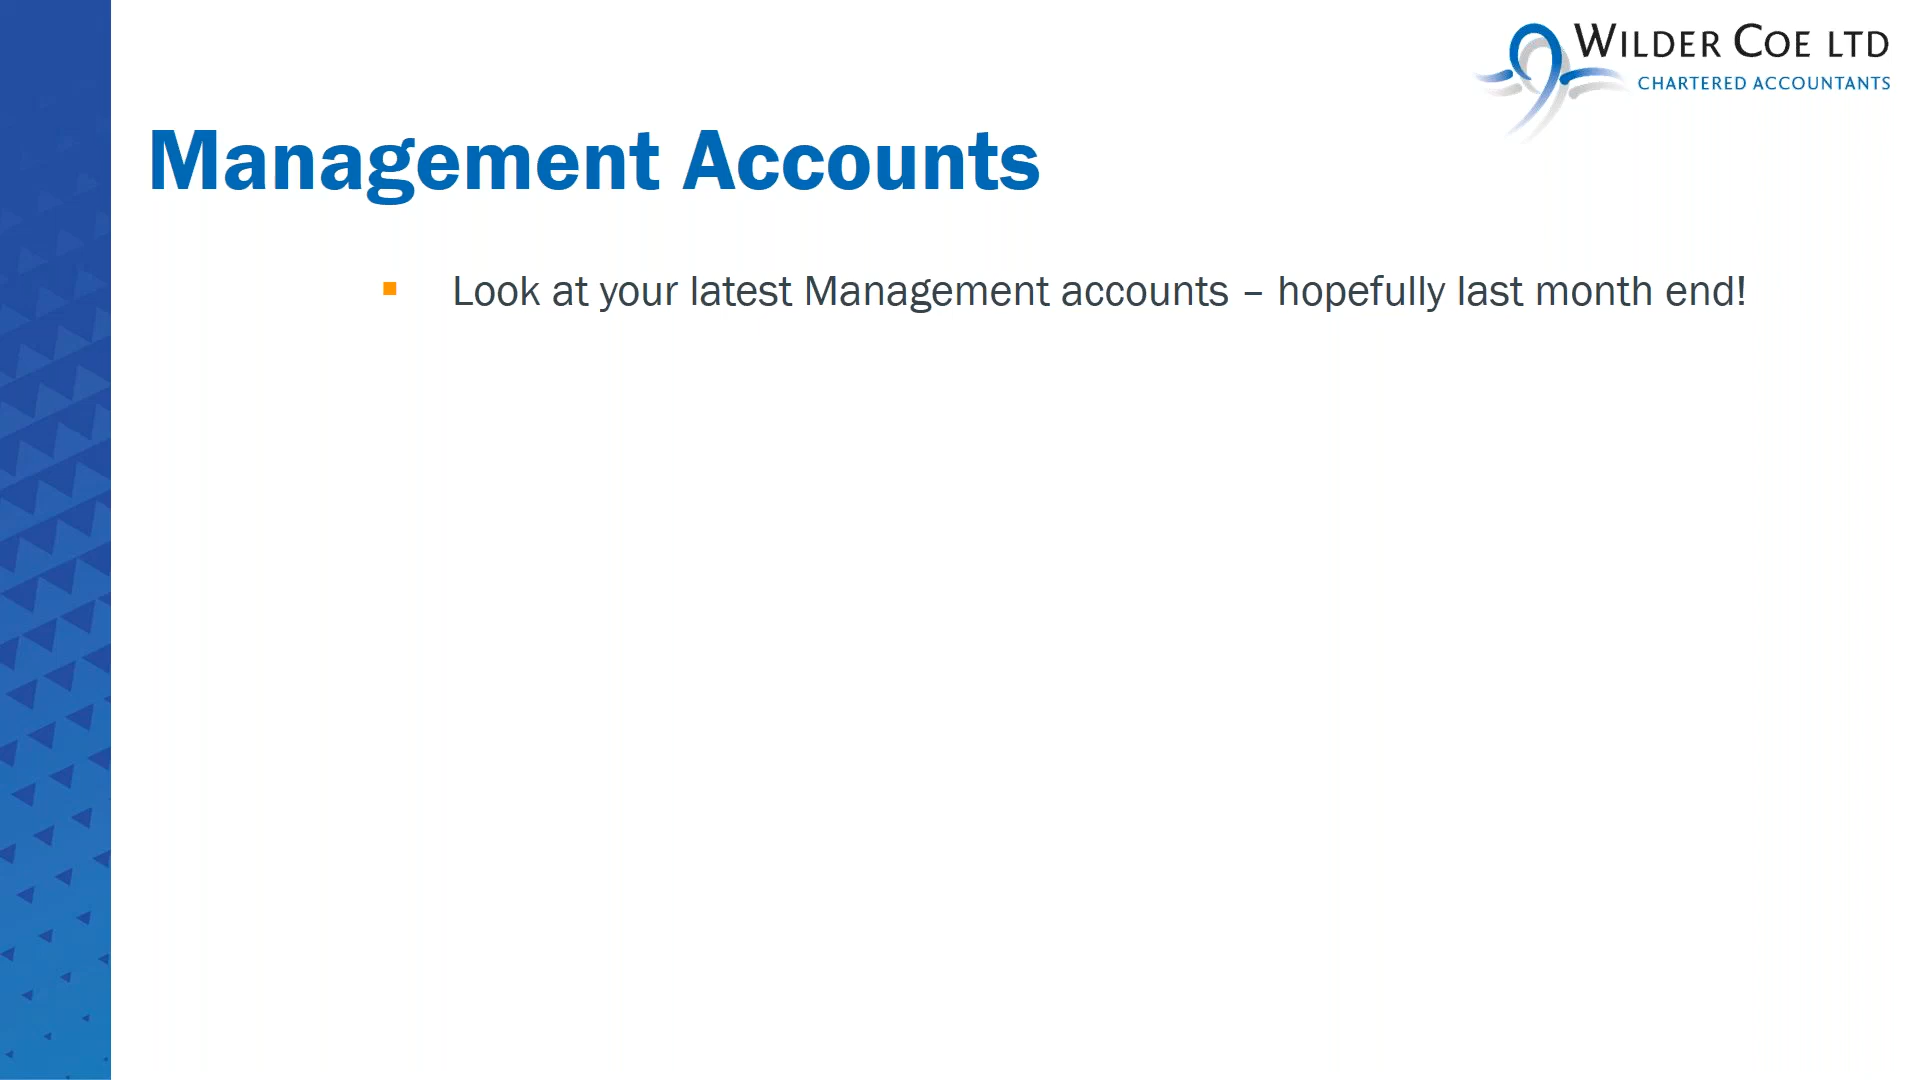 WILDER COE LTD
CHARTERED ACCOUNTANTS
Management Accounts
Look at your latest Management accounts – hopefully last month end!